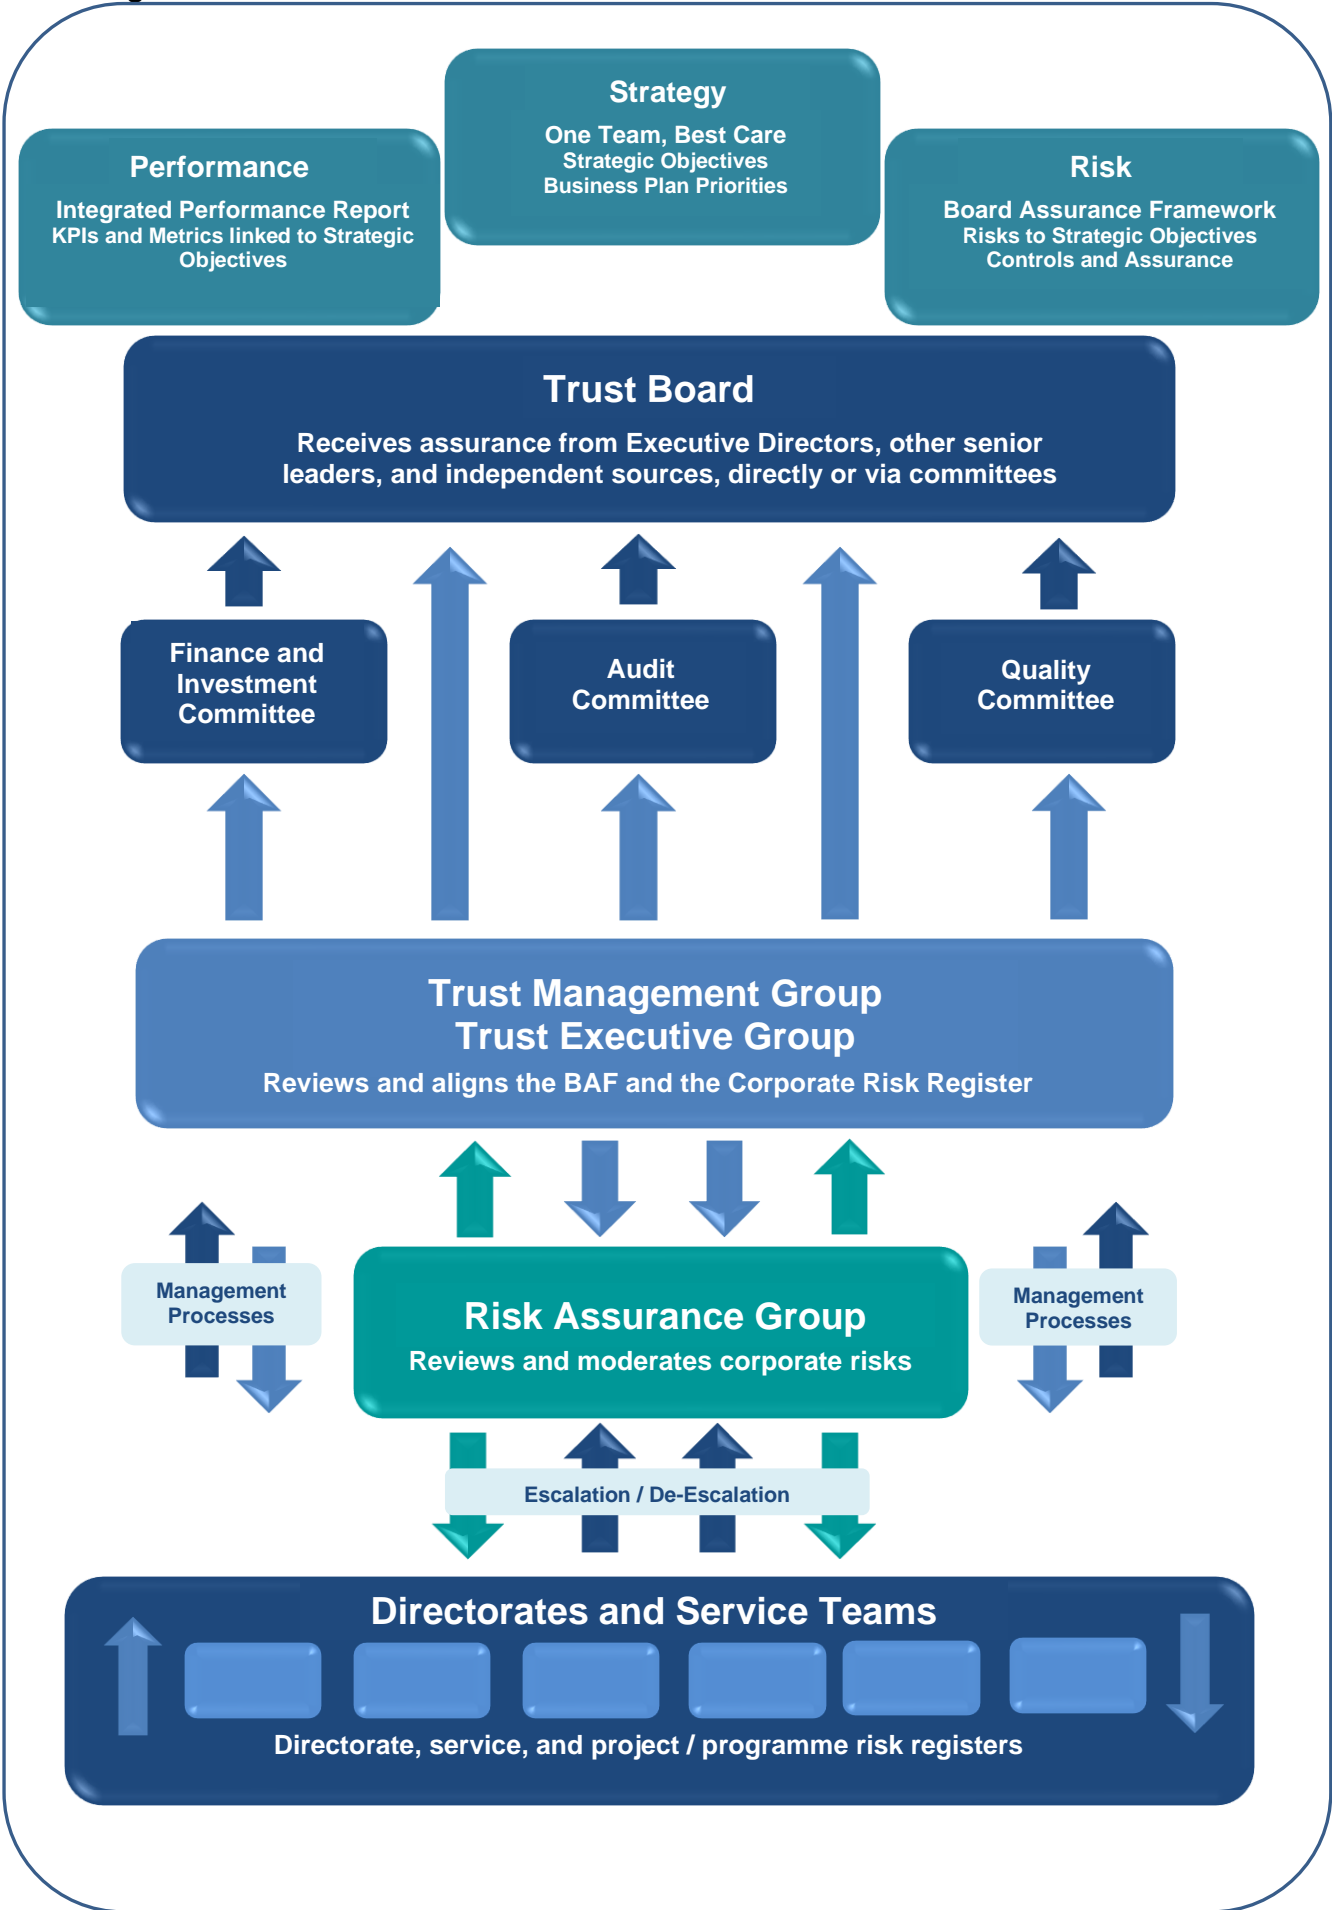 Strategy
One Team, Best Care
Strategic Objectives
Business Plan Priorities
Performance
Integrated Performance Report
KPIs and Metrics linked to Strategic
Objectives
Risk
Board Assurance Framework
Risks to Strategic Objectives
Controls and Assurance
Trust Board
Receives assurance from Executive Directors, other senior
leaders, and independent sources, directly or via committees
Finance and
Investment
Committee
Audit
Committee
Quality
Committee
Trust Management Group
Trust Executive Group
Reviews and aligns the BAF and the Corporate Risk Register
Management
Processes
Risk Assurance Group
Reviews and moderates corporate risks
Management
Processes
Escalation / De-Escalation
Directorates and Service Teams
Directorate, service, and project / programme risk registers